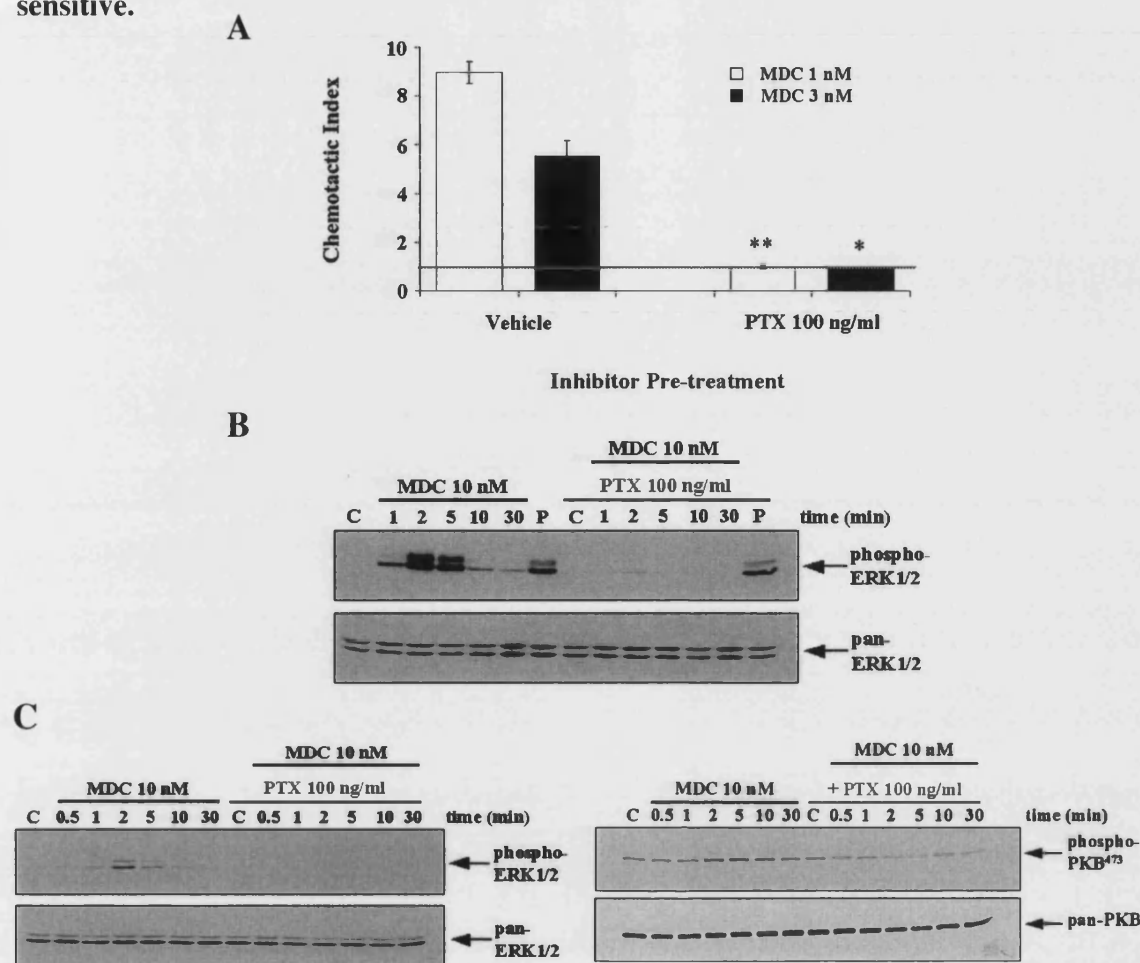 sensitive.
A
10
8
6
4
2
0
Chemotactic Index
MDC 1 nM
MDC 3 nM
** *
Vehicle PTX 100 ng/ml
Inhibitor Pre-treatment
B
MDC 10 nM
MDC 10 nM PTX 100 ng/ml
C 1 2 5 10 30 P C 1 2 5 10 30 P time (min)
phospho-
ERK1/2
pan-
ERK1/2
C
MDC 10 nM
MDC 10 nM PTX 100 ng/ml
C 0.5 1 2 5 10 30 C 0.5 1 2 5 10 30 time (min)
phospho-
ERK1/2
pan-
ERK1/2
MDC 10 nM
MDC 10 nM + PTX 100 ng/ml
C 0.5 1 2 5 10 30 C 0.5 1 2 5 10 30 time (min)
phospho-
PKB473
pan-PKB